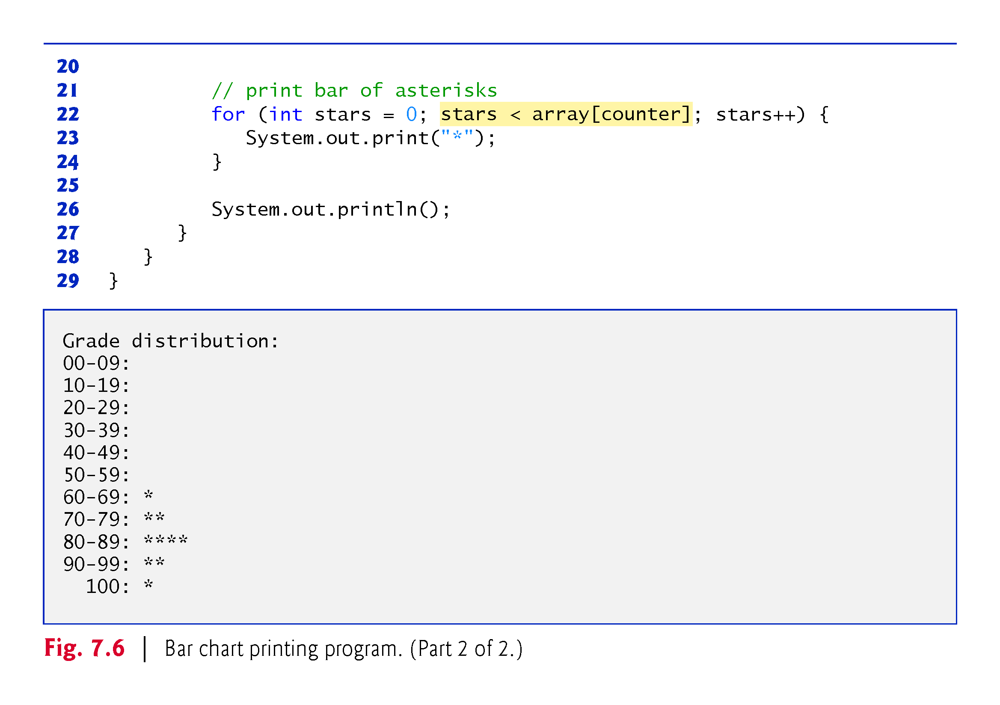 20
21 // print bar of asterisks
22 for (int stars = 0; stars < array[counter]; stars++) {
23 System.out.print("*");
24 }
25
26 System.out.println();
27 }
28 }
29 }
Grade distribution:
00-09:
10-19:
20-29:
30-39:
40-49:
50-59:
60-69: *
70-79: **
80-89: ****
90-99: **
100: *
Fig. 7.6 | Bar chart printing program. (Part 2 of 2.)